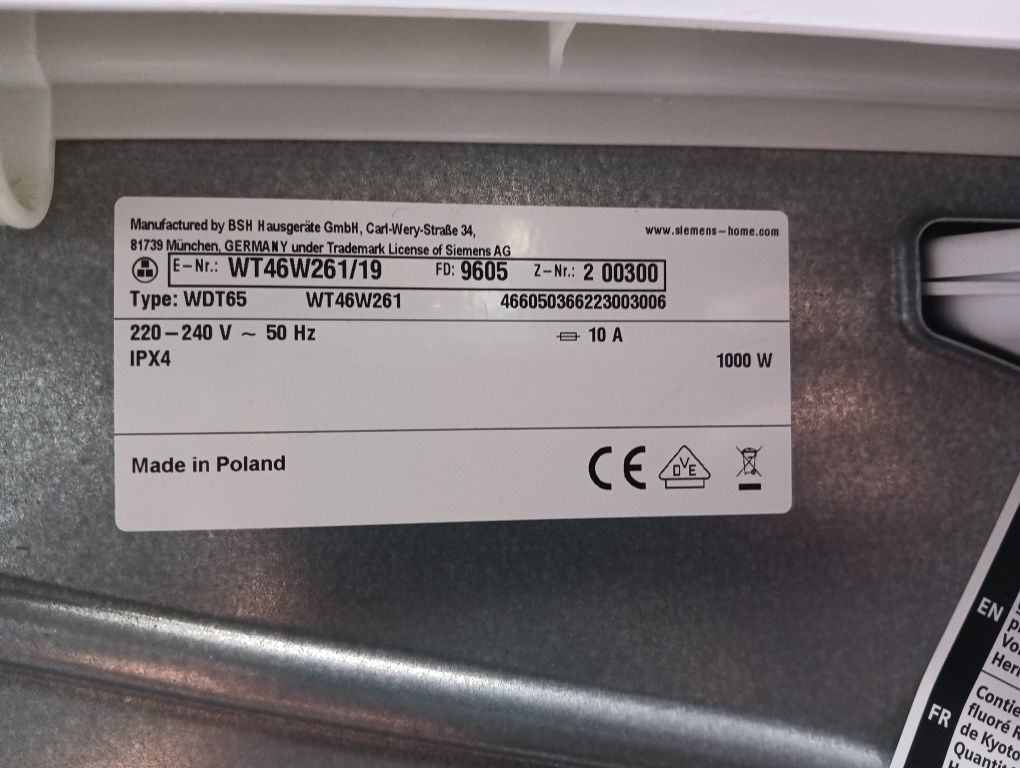 Manufactured by BSH Hausgeräte GmbH, Carl-Wery-Straße 34,
81739 München, GERMANY under Trademark License of Siemens AG
www.siemens-home.com
E-Nr.: WT46W261/19 FD: 9605 Z-Nr.: 2 00300
Type: WDT65 WT46W261 466050366223003006
220-240 V ~ 50 Hz 10 A
IPX4 1000 W
Made in Poland
CE
DVE
EN
Herm
FR
Contie
fluoré
de Kyoto
Quantit